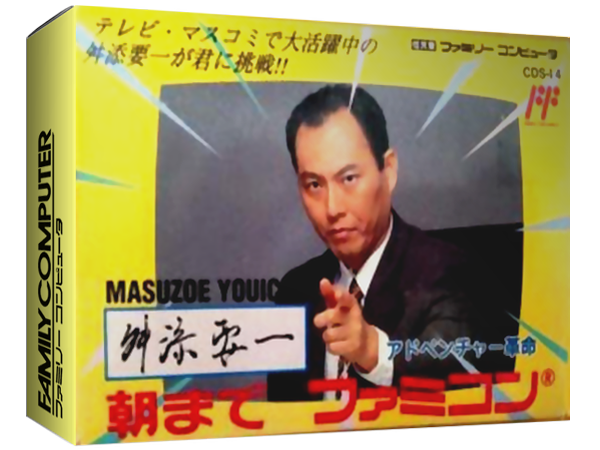 テレビ・マスコミで大活躍中の
舛添要一が君に挑戦!!
ファミリー コンピュータ
CDS-14
MASUZOE YOUIC
舛添要一
アドベンチャー革命
朝まで ファミコン®
FAMILY COMPUTER
ファミリー コンピュータ